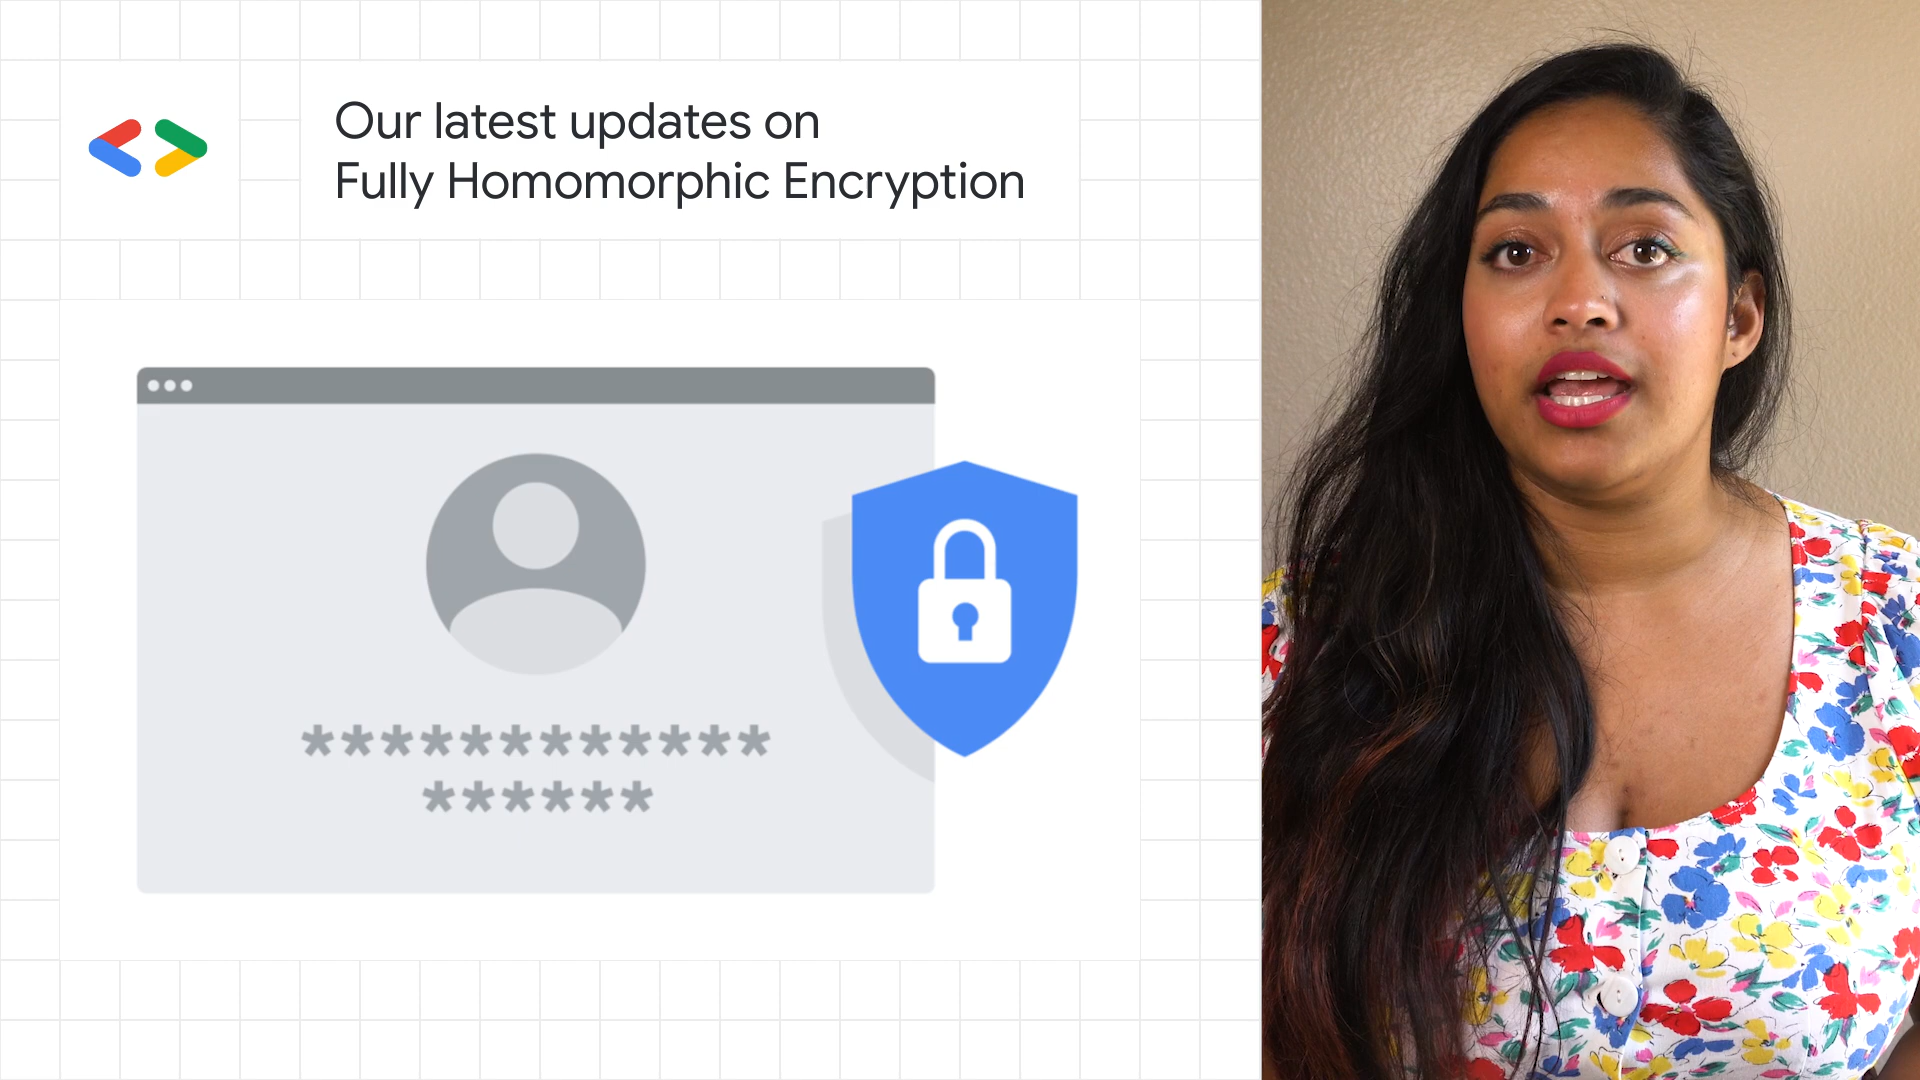 Our latest updates on
Fully Homomorphic Encryption
************
******